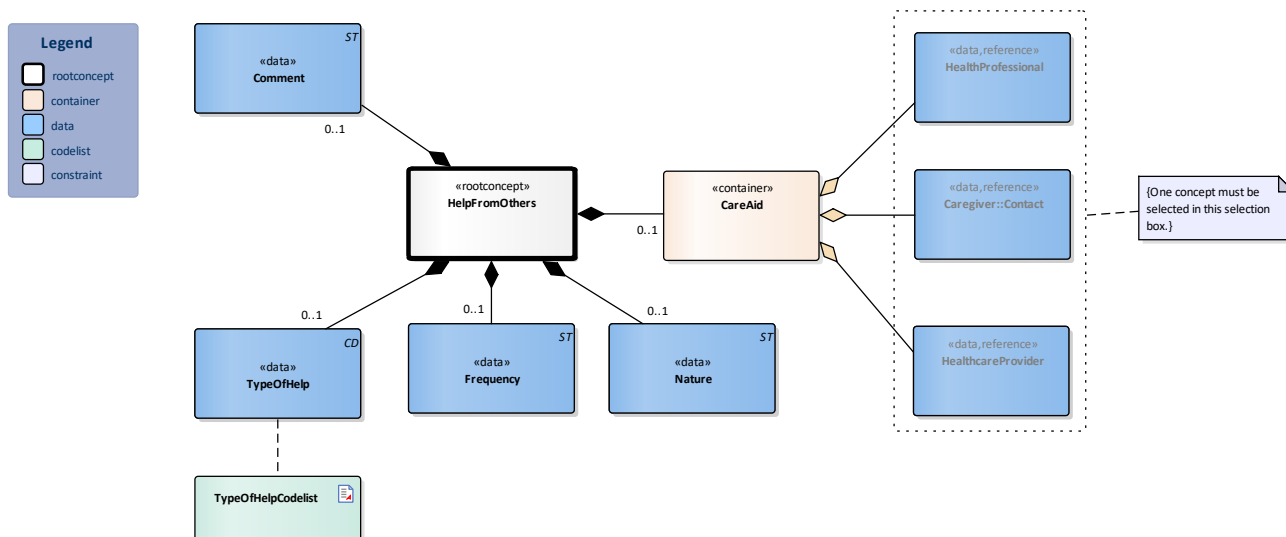 Legend
rootconcept
container
data
codelist
constraint
ST
«data»
Comment
0..1
«rootconcept»
HelpFromOthers
«container»
CareAid
0..1
«data,reference»
HealthProfessional
«data,reference»
Caregiver::Contact
«data,reference»
HealthcareProvider
{One concept must be
selected in this selection
box.}
0..1
0..1
0..1
CD
«data»
TypeOfHelp
ST
«data»
Frequency
ST
«data»
Nature
TypeOfHelpCodelist